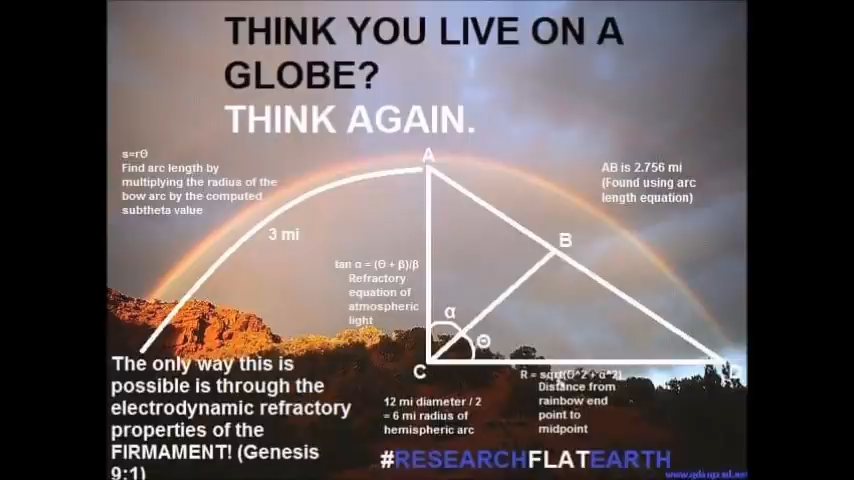 THINK YOU LIVE ON A
GLOBE?
THINK AGAIN.
s=rΘ
Find arc length by
multiplying the radius of the
bow arc by the computed
subtheta value
A
AB is 2.756 mi
(Found using arc
length equation)
3 mi
B
tan α = (Θ + β)/β
Refractory
equation of
atmospheric
light
α
Θ
C
D
The only way this is
possible is through the
electrodynamic refractory
properties of the
FIRMAMENT! (Genesis
9:1)
12 mi diameter / 2
= 6 mi radius of
hemispheric arc
R = sqrt(Θ^2 + α^2)
Distance from
rainbow end
point to
midpoint
#RESEARCHFLATEARTH